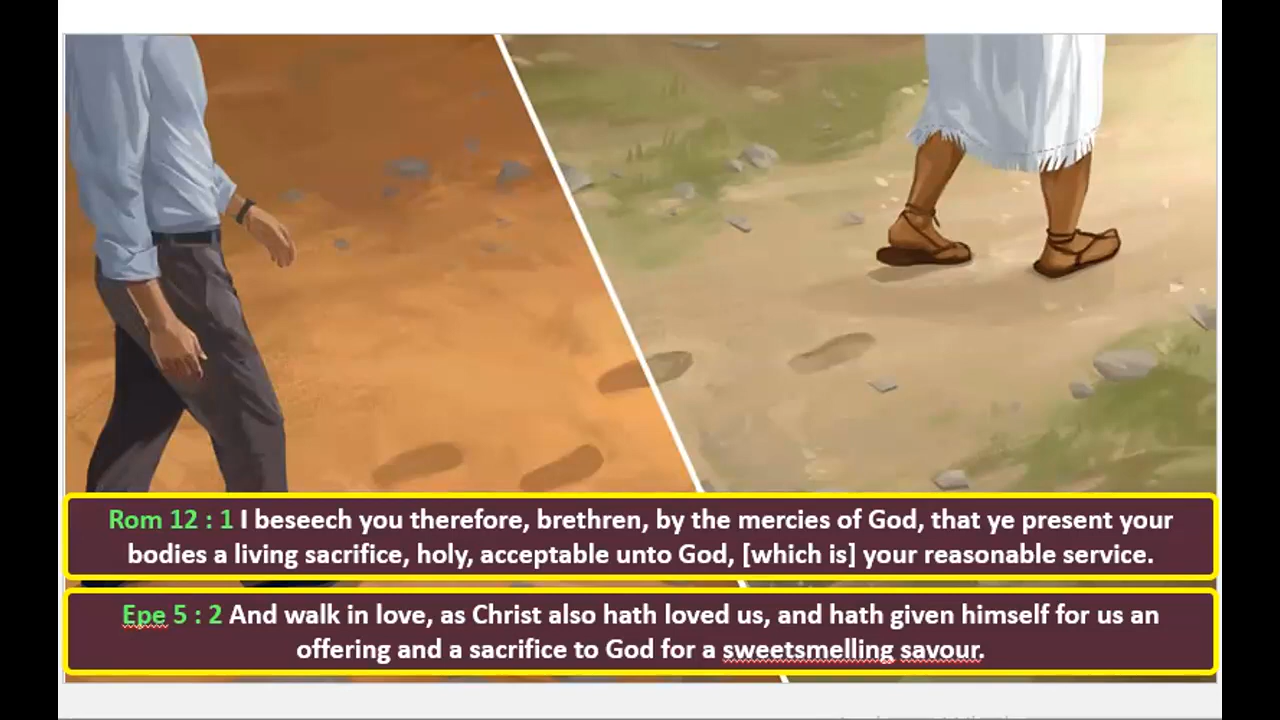 Rom 12 : 1 I beseech you therefore, brethren, by the mercies of God, that ye present your
bodies a living sacrifice, holy, acceptable unto God, [which is] your reasonable service.
Epe 5 : 2 And walk in love, as Christ also hath loved us, and hath given himself for us an
offering and a sacrifice to God for a sweetsmelling savour.